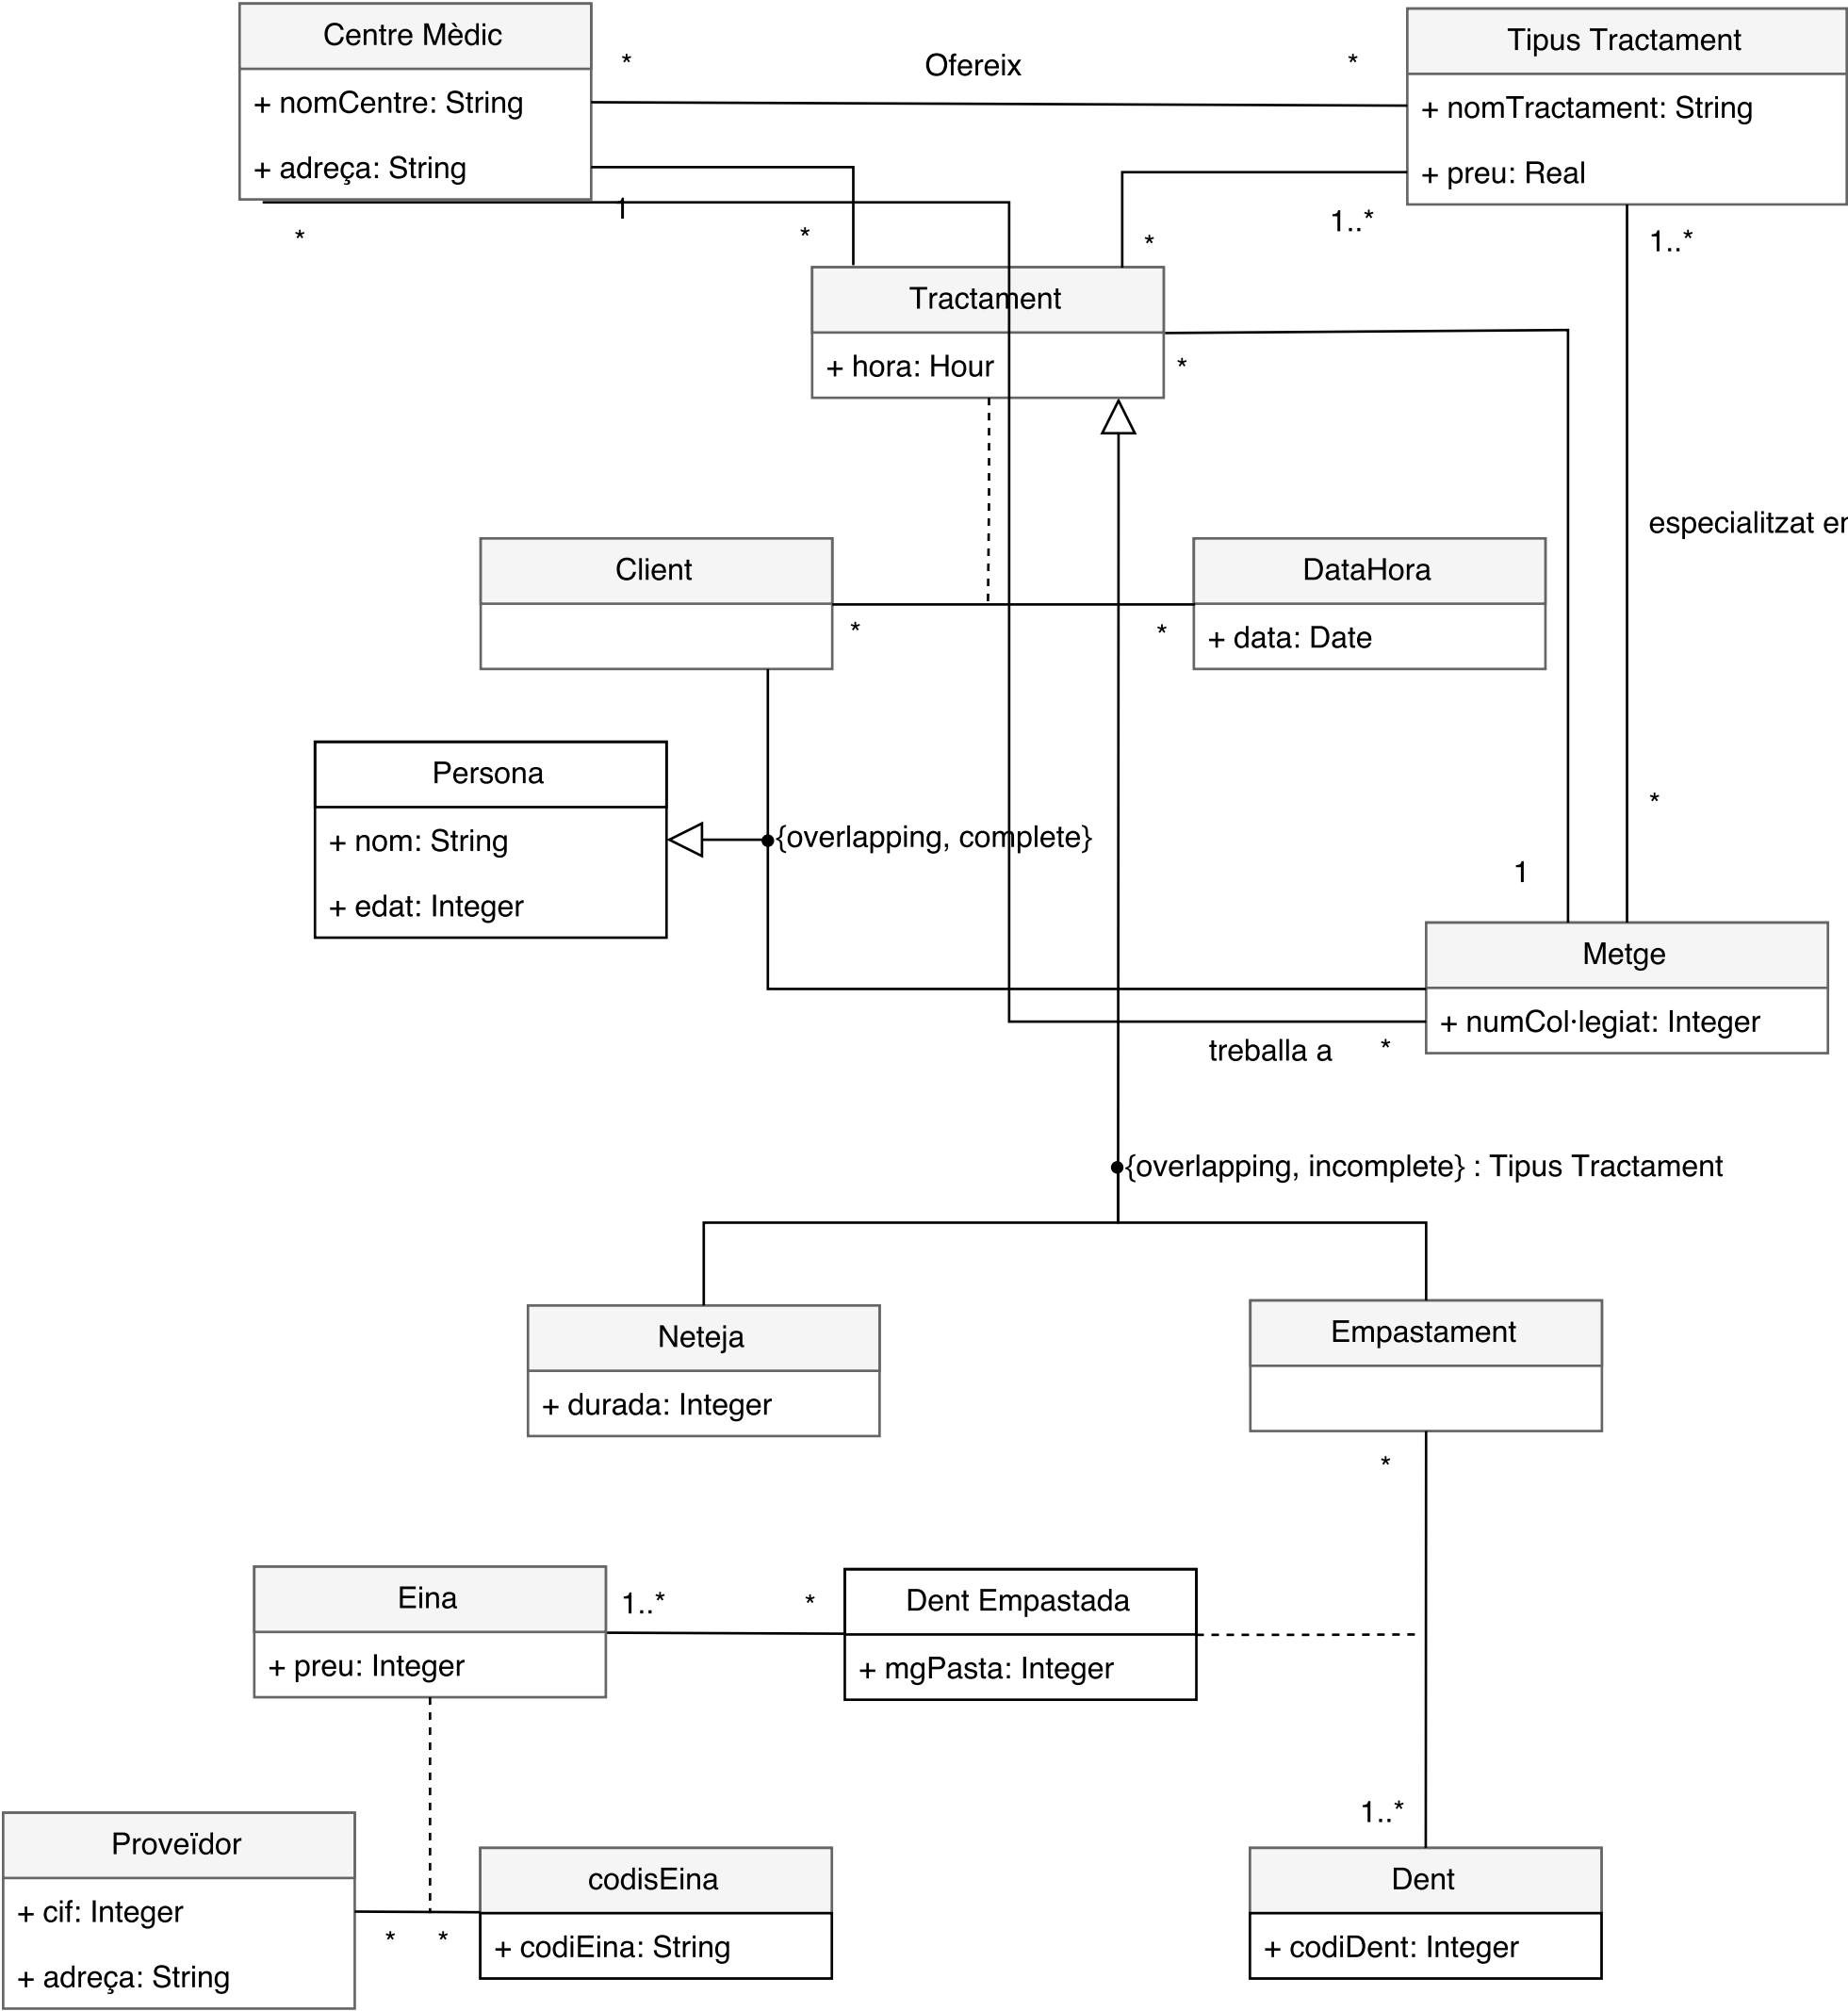 Centre Mèdic
+ nomCentre: String
+ adreça: String
*
Ofereix
*
Tipus Tractament
+ nomTractament: String
+ preu: Real
*
1
*
*
1..*
1..*
Tractament
+ hora: Hour
*
especialitzat en
Client
DataHora
+ data: Date
*
*
Persona
+ nom: String
+ edat: Integer
{overlapping, complete}
*
1
Metge
+ numCol·legiat: Integer
treballa a
*
{overlapping, incomplete} : Tipus Tractament
Neteja
+ durada: Integer
Empastament
*
Eina
+ preu: Integer
1..*
*
Dent Empastada
+ mgPasta: Integer
1..*
Proveïdor
+ cif: Integer
+ adreça: String
*
*
codisEina
+ codiEina: String
Dent
+ codiDent: Integer